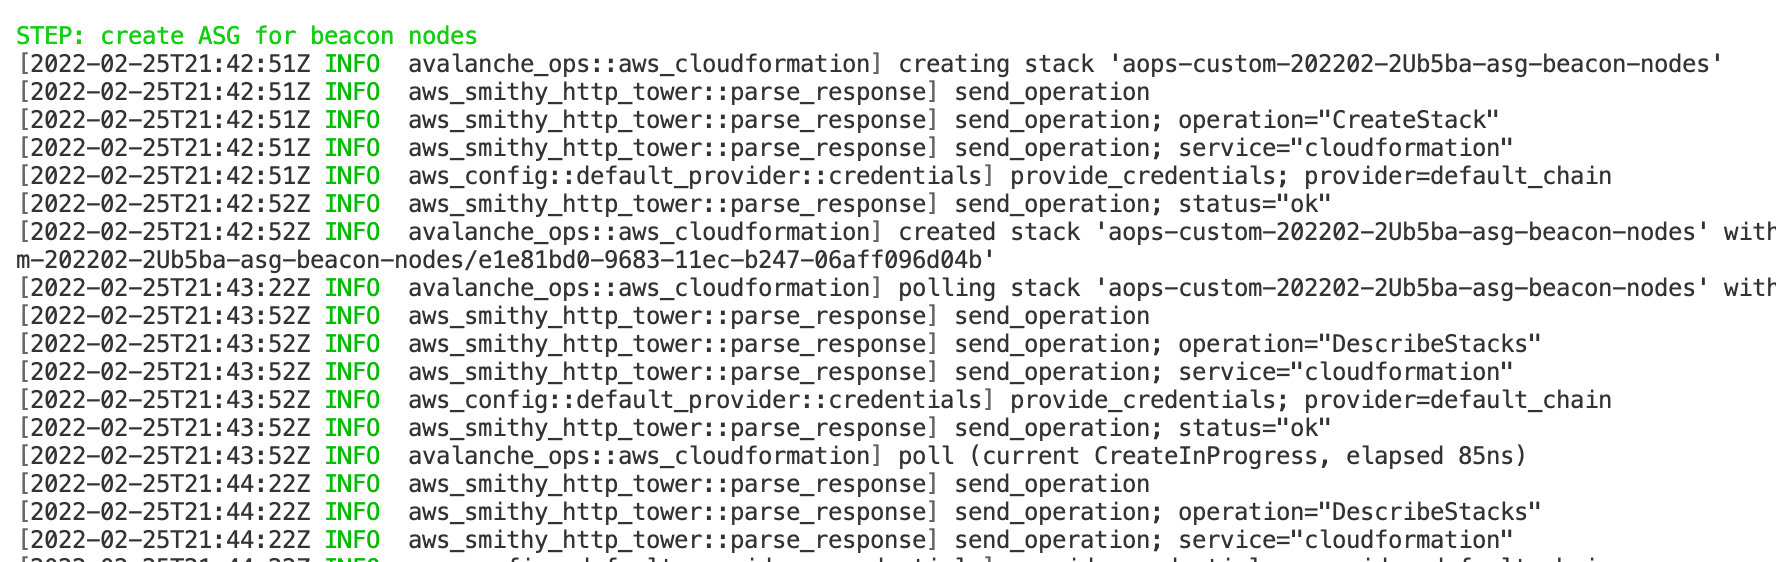 STEP: create ASG for beacon nodes
[2022-02-25T21:42:51Z INFO  avalanche_ops::aws_cloudformation] creating stack 'aops-custom-202202-2Ub5ba-asg-beacon-nodes'
[2022-02-25T21:42:51Z INFO  aws_smithy_http_tower::parse_response] send_operation
[2022-02-25T21:42:51Z INFO  aws_smithy_http_tower::parse_response] send_operation; operation="CreateStack"
[2022-02-25T21:42:51Z INFO  aws_smithy_http_tower::parse_response] send_operation; service="cloudformation"
[2022-02-25T21:42:51Z INFO  aws_config::default_provider::credentials] provide_credentials; provider=default_chain
[2022-02-25T21:42:52Z INFO  aws_smithy_http_tower::parse_response] send_operation; status="ok"
[2022-02-25T21:42:52Z INFO  avalanche_ops::aws_cloudformation] created stack 'aops-custom-202202-2Ub5ba-asg-beacon-nodes' with
m-202202-2Ub5ba-asg-beacon-nodes/e1e81bd0-9683-11ec-b247-06aff096d04b'
[2022-02-25T21:43:22Z INFO  avalanche_ops::aws_cloudformation] polling stack 'aops-custom-202202-2Ub5ba-asg-beacon-nodes' with
[2022-02-25T21:43:52Z INFO  aws_smithy_http_tower::parse_response] send_operation
[2022-02-25T21:43:52Z INFO  aws_smithy_http_tower::parse_response] send_operation; operation="DescribeStacks"
[2022-02-25T21:43:52Z INFO  aws_smithy_http_tower::parse_response] send_operation; service="cloudformation"
[2022-02-25T21:43:52Z INFO  aws_config::default_provider::credentials] provide_credentials; provider=default_chain
[2022-02-25T21:43:52Z INFO  aws_smithy_http_tower::parse_response] send_operation; status="ok"
[2022-02-25T21:43:52Z INFO  avalanche_ops::aws_cloudformation] poll (current CreateInProgress, elapsed 85ns)
[2022-02-25T21:44:22Z INFO  aws_smithy_http_tower::parse_response] send_operation
[2022-02-25T21:44:22Z INFO  aws_smithy_http_tower::parse_response] send_operation; operation="DescribeStacks"
[2022-02-25T21:44:22Z INFO  aws_smithy_http_tower::parse_response] send_operation; service="cloudformation"